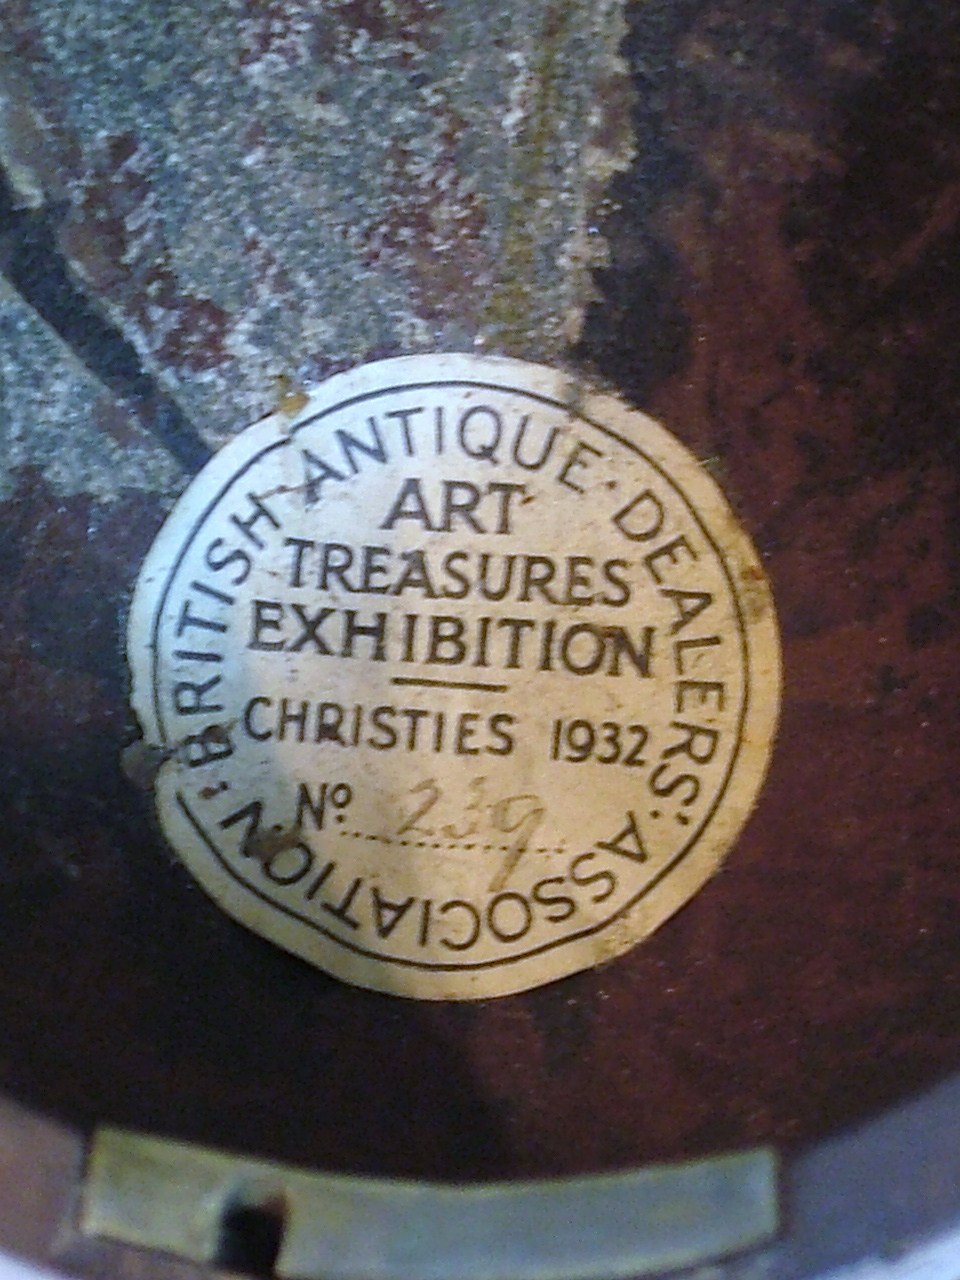 BRITISH · ANTIQUE · DEALERS' · ASSOCIATION :
ART
TREASURES
EXHIBITION
CHRISTIES 1932
Nº 239